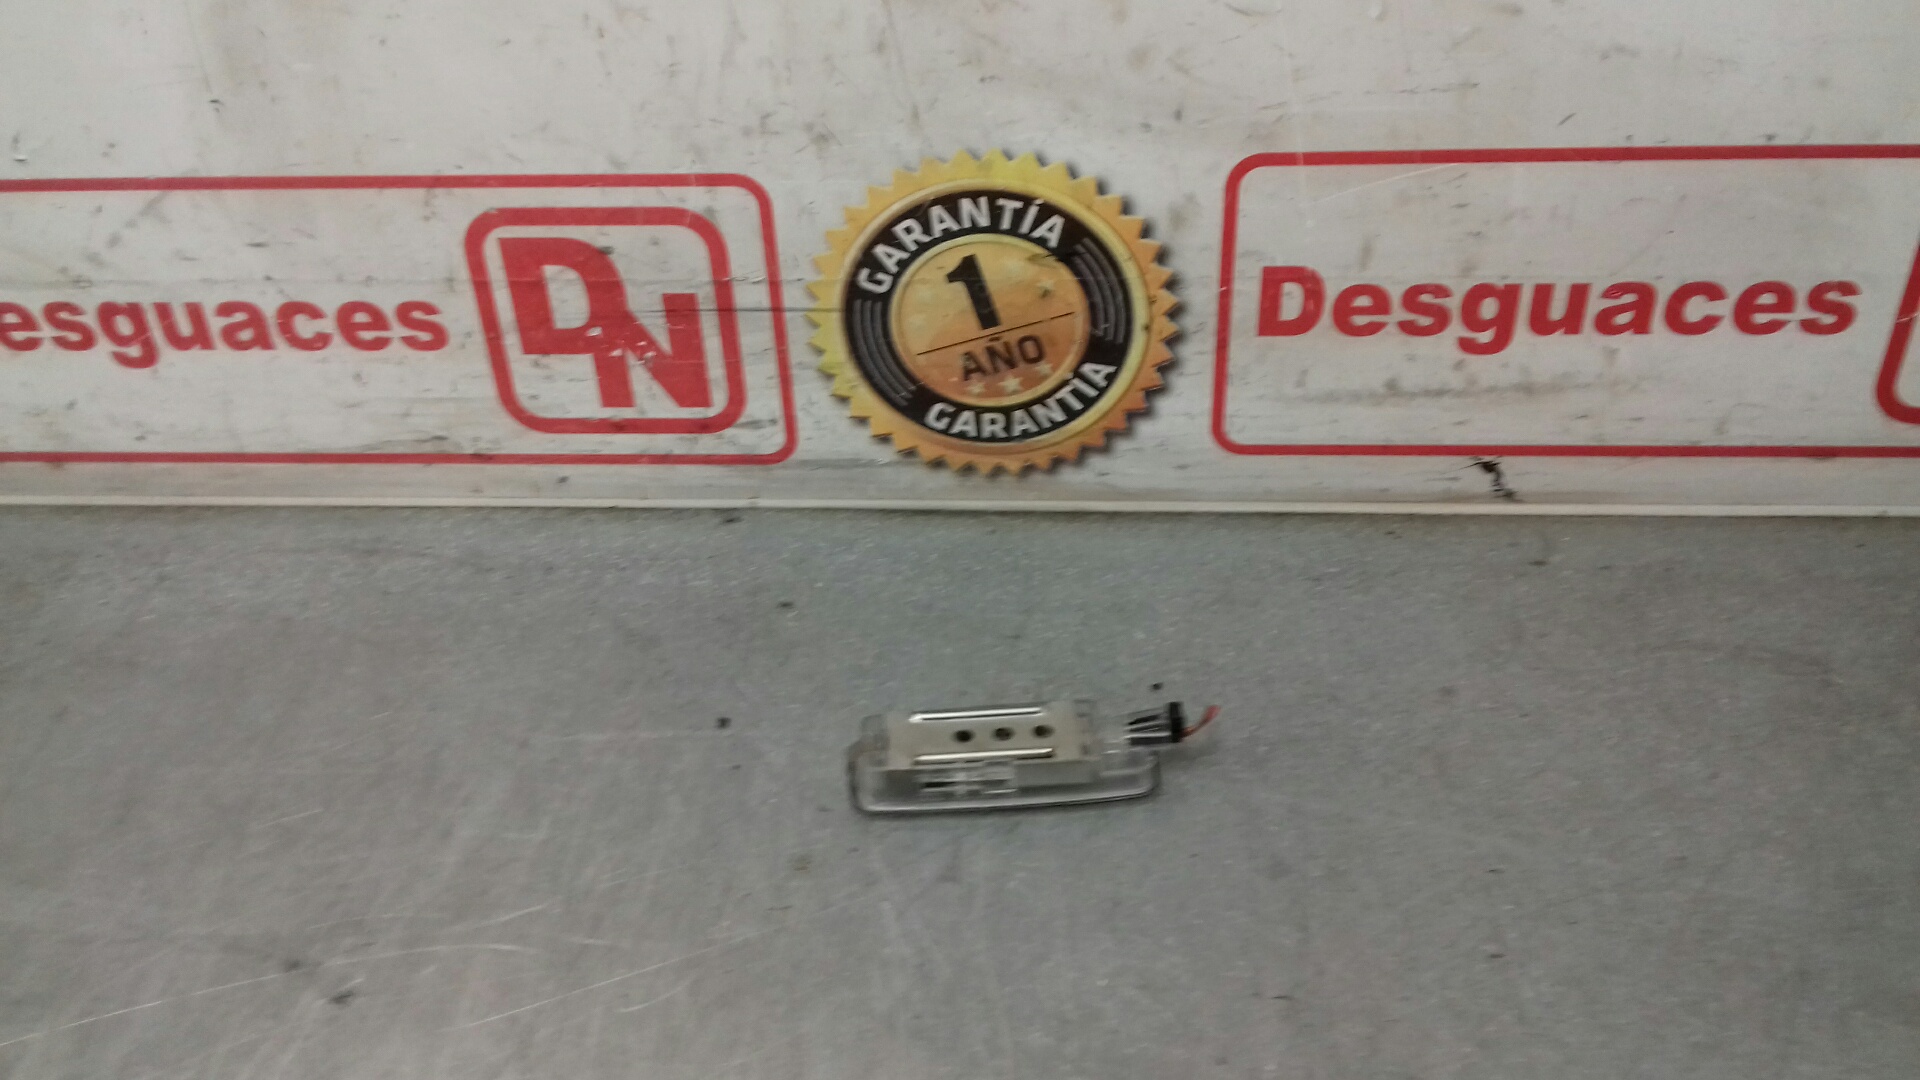 esguaces DN
GARANTÍA
1
AÑO
GARANTÍA
Desguaces